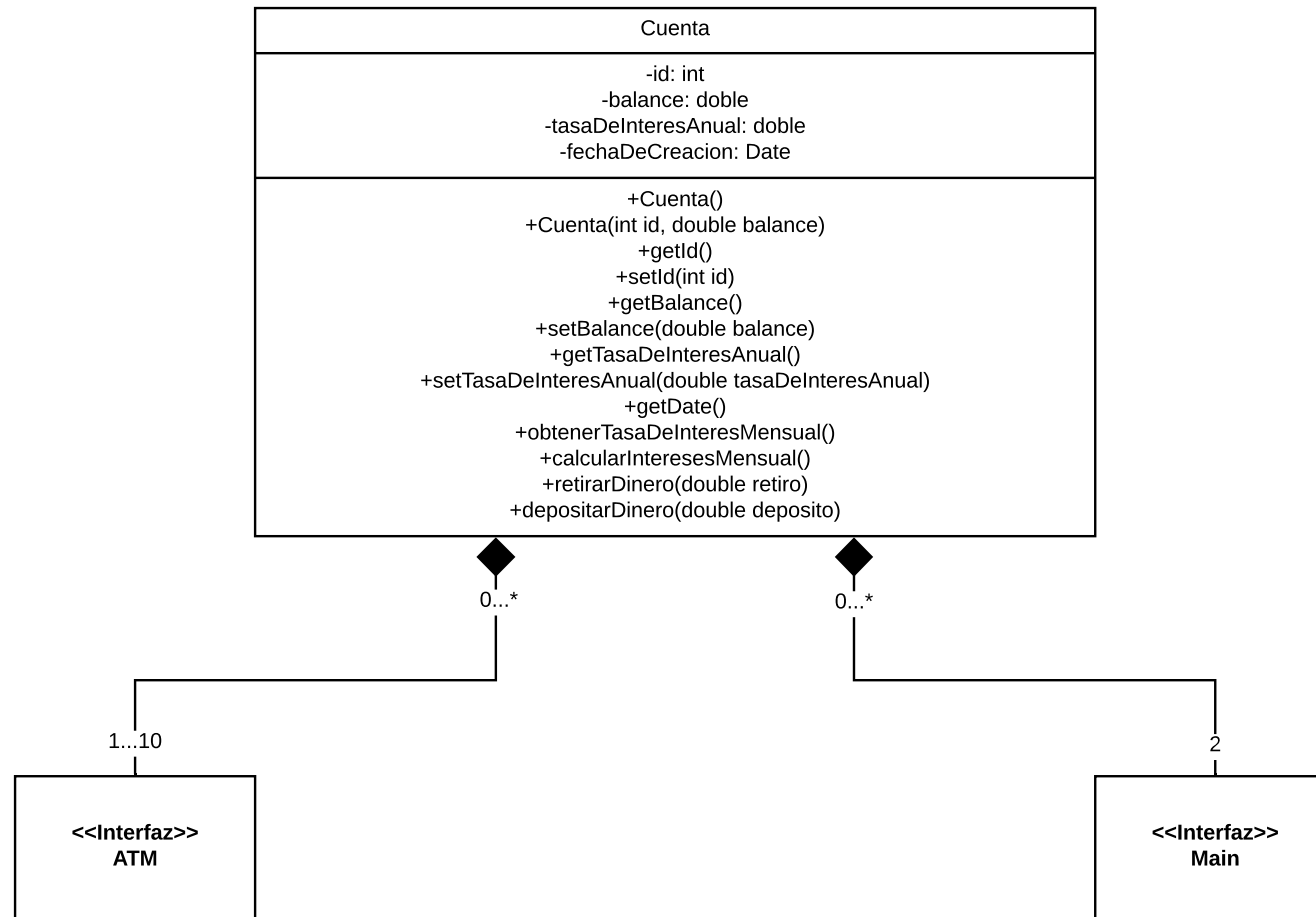 Cuenta
-id: int
-balance: doble
-tasaDeInteresAnual: doble
-fechaDeCreacion: Date
+Cuenta()
+Cuenta(int id, double balance)
+getId()
+setId(int id)
+getBalance()
+setBalance(double balance)
+getTasaDeInteresAnual()
+setTasaDeInteresAnual(double tasaDeInteresAnual)
+getDate()
+obtenerTasaDeInteresMensual()
+calcularInteresesMensual()
+retirarDinero(double retiro)
+depositarDinero(double deposito)
0...*
0...*
1...10
2
<<Interfaz>>
ATM
<<Interfaz>>
Main